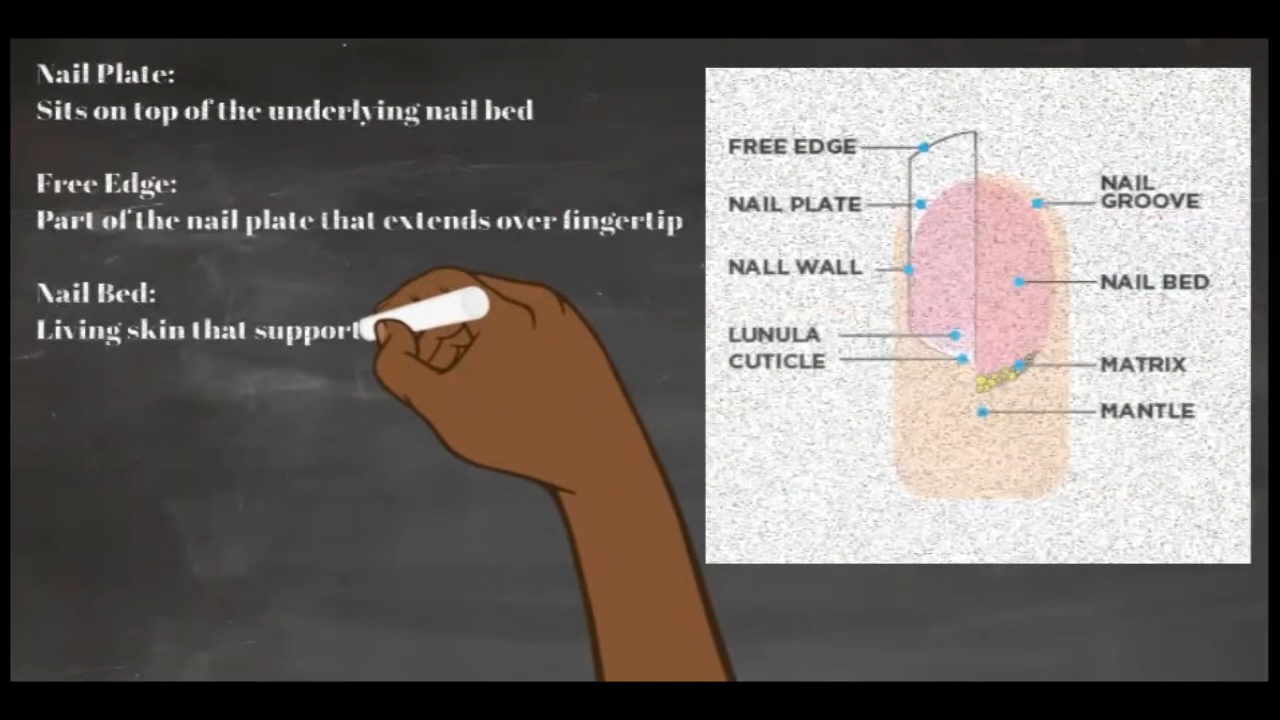 Nail Plate:
Sits on top of the underlying nail bed
Free Edge:
Part of the nail plate that extends over fingertip
Nail Bed:
Living skin that support
FREE EDGE
NAIL PLATE
NALL WALL
LUNULA
CUTICLE
NAIL
GROOVE
NAIL BED
MATRIX
MANTLE